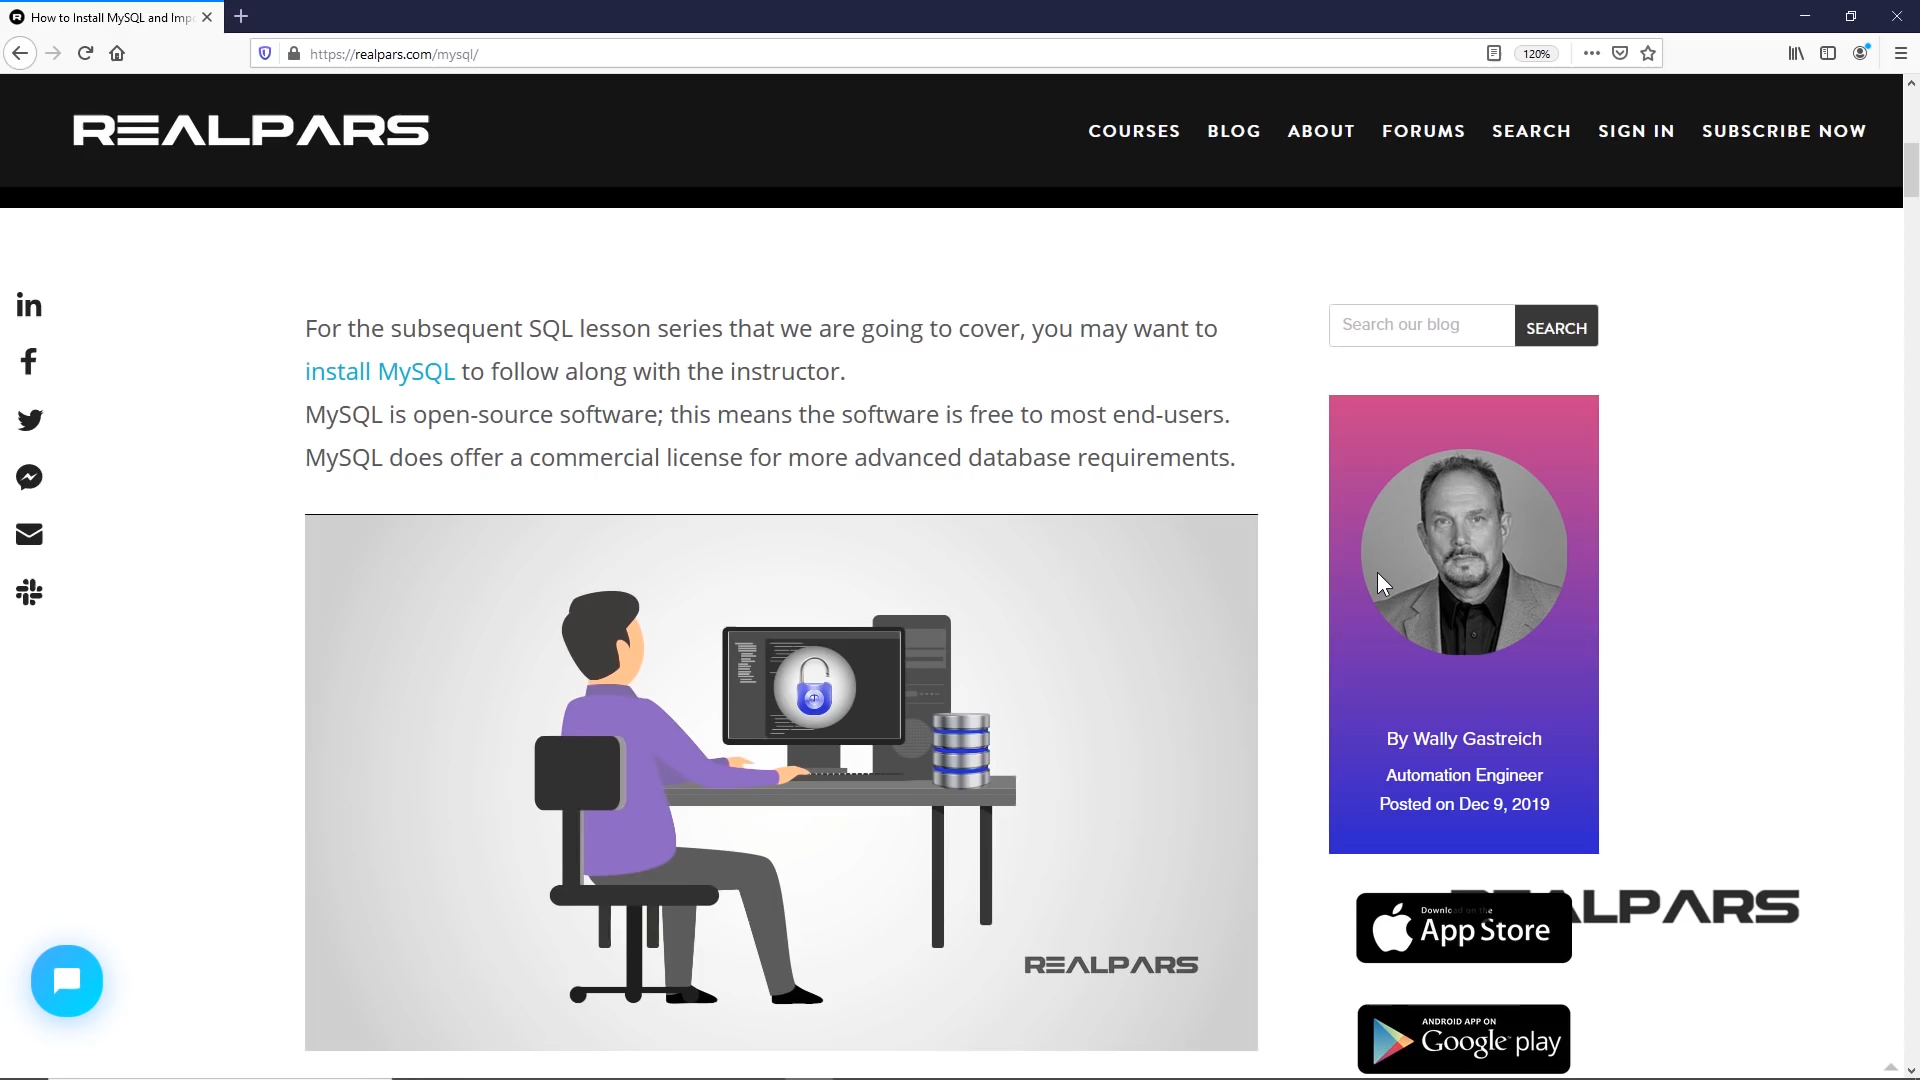 How to Install MySQL and Imp
https://realpars.com/mysql/
120%
REALPARS
COURSES BLOG ABOUT FORUMS SEARCH SIGN IN SUBSCRIBE NOW
For the subsequent SQL lesson series that we are going to cover, you may want to
install MySQL to follow along with the instructor.
MySQL is open-source software; this means the software is free to most end-users.
MySQL does offer a commercial license for more advanced database requirements.
REALPARS
Search our blog
SEARCH
By Wally Gastreich
Automation Engineer
Posted on Dec 9, 2019
Download on the
App Store
ANDROID APP ON
Google play